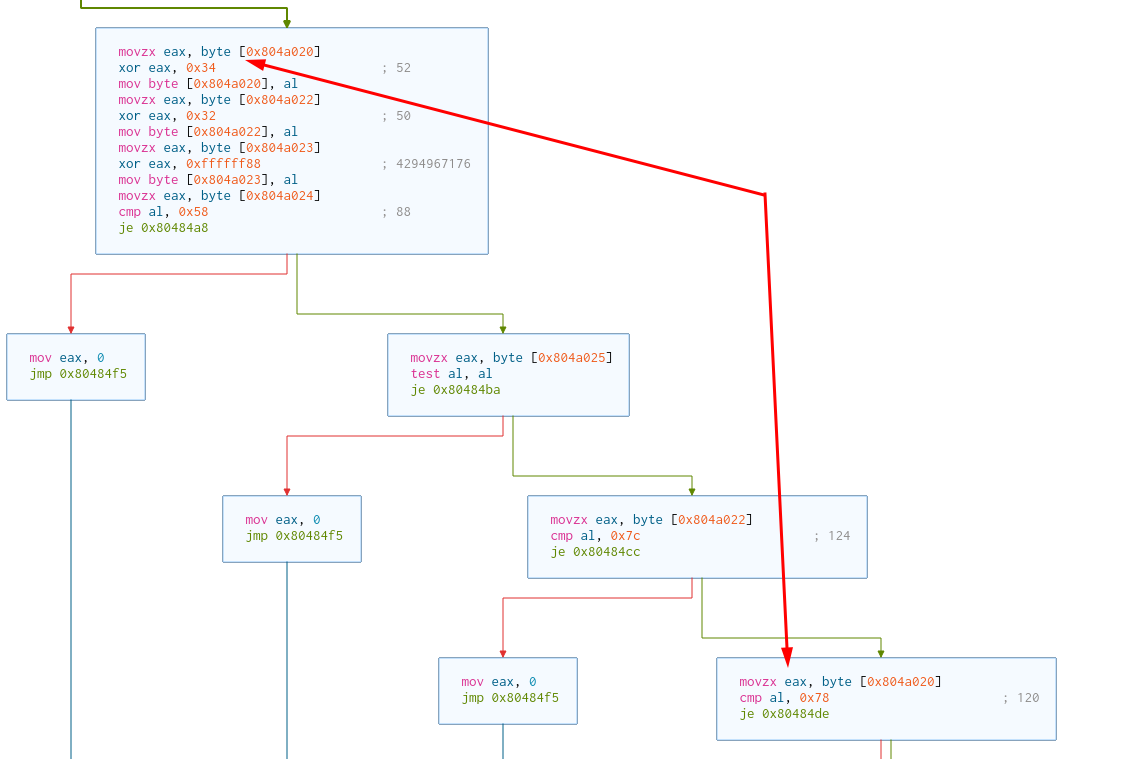 movzx eax, byte [0x804a020]
xor eax, 0x34 ; 52
mov byte [0x804a020], al
movzx eax, byte [0x804a022]
xor eax, 0x32 ; 50
mov byte [0x804a022], al
movzx eax, byte [0x804a023]
xor eax, 0xffffff88 ; 4294967176
mov byte [0x804a023], al
movzx eax, byte [0x804a024]
cmp al, 0x58 ; 88
je 0x80484a8
mov eax, 0
jmp 0x80484f5
movzx eax, byte [0x804a025]
test al, al
je 0x80484ba
mov eax, 0
jmp 0x80484f5
movzx eax, byte [0x804a022]
cmp al, 0x7c ; 124
je 0x80484cc
mov eax, 0
jmp 0x80484f5
movzx eax, byte [0x804a020]
cmp al, 0x78 ; 120
je 0x80484de